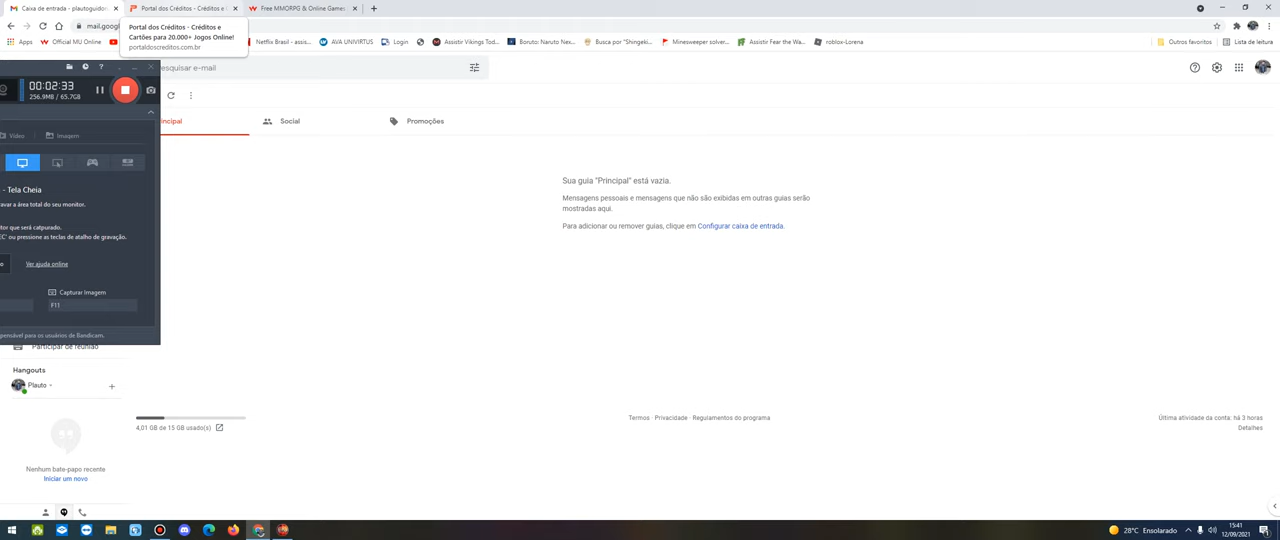 Caixa de entrada - plautoguido
Portal dos Créditos - Créditos e
Free MMORPG & Online Games
mail.goog
Portal dos Créditos - Créditos e
Cartões para 20.000+ Jogos Online!
portaldoscreditos.com.br
Apps
Official MU Online
Netflix Brasil - assis...
AVA UNIVIRTUS
Login
Assistir Vikings Tod...
Boruto: Naruto Nex...
Busca por "Shingeki...
Minesweeper solver...
Assistir Fear the Wa...
roblox-Lorena
Outros favoritos
Lista de leitura
esquisar e-mail
00:02:33
256.9MB / 65.7GB
Vídeo
Imagem
ncipal
Social
Promoções
- Tela Cheia
avar a área total do seu monitor.
itor que será catpurado.
EC' ou pressione as teclas de atalho de gravação.
o
Ver ajuda online
Capturar Imagem
F11
pensável para os usuários de Bandicam.
Sua guia "Principal" está vazia.
Mensagens pessoais e mensagens que não são exibidas em outras guias serão
mostradas aqui.
Para adicionar ou remover guias, clique em Configurar caixa de entrada.
Participar de reunião
Hangouts
Plauto
Nenhum bate-papo recente
Iniciar um novo
4,01 GB de 15 GB usado(s)
Termos · Privacidade · Regulamentos do programa
Última atividade da conta: há 3 horas
Detalhes
28°C Ensolarado
15:41
12/09/2021